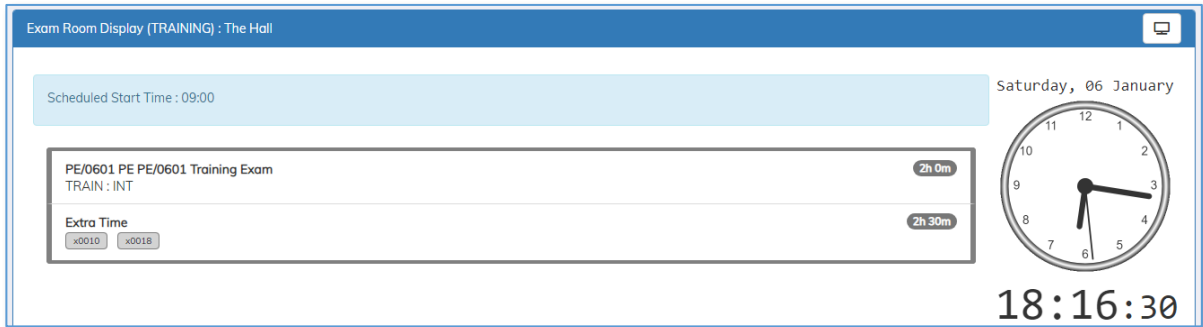 Exam Room Display (TRAINING) : The Hall
Scheduled Start Time : 09:00
PE/0601 PE PE/0601 Training Exam
2h 0m
TRAIN : INT
Extra Time
2h 30m
x0010 x0018
Saturday, 06 January
12
11 1
10 2
9 3
8 4
7 5
6
18:16:30